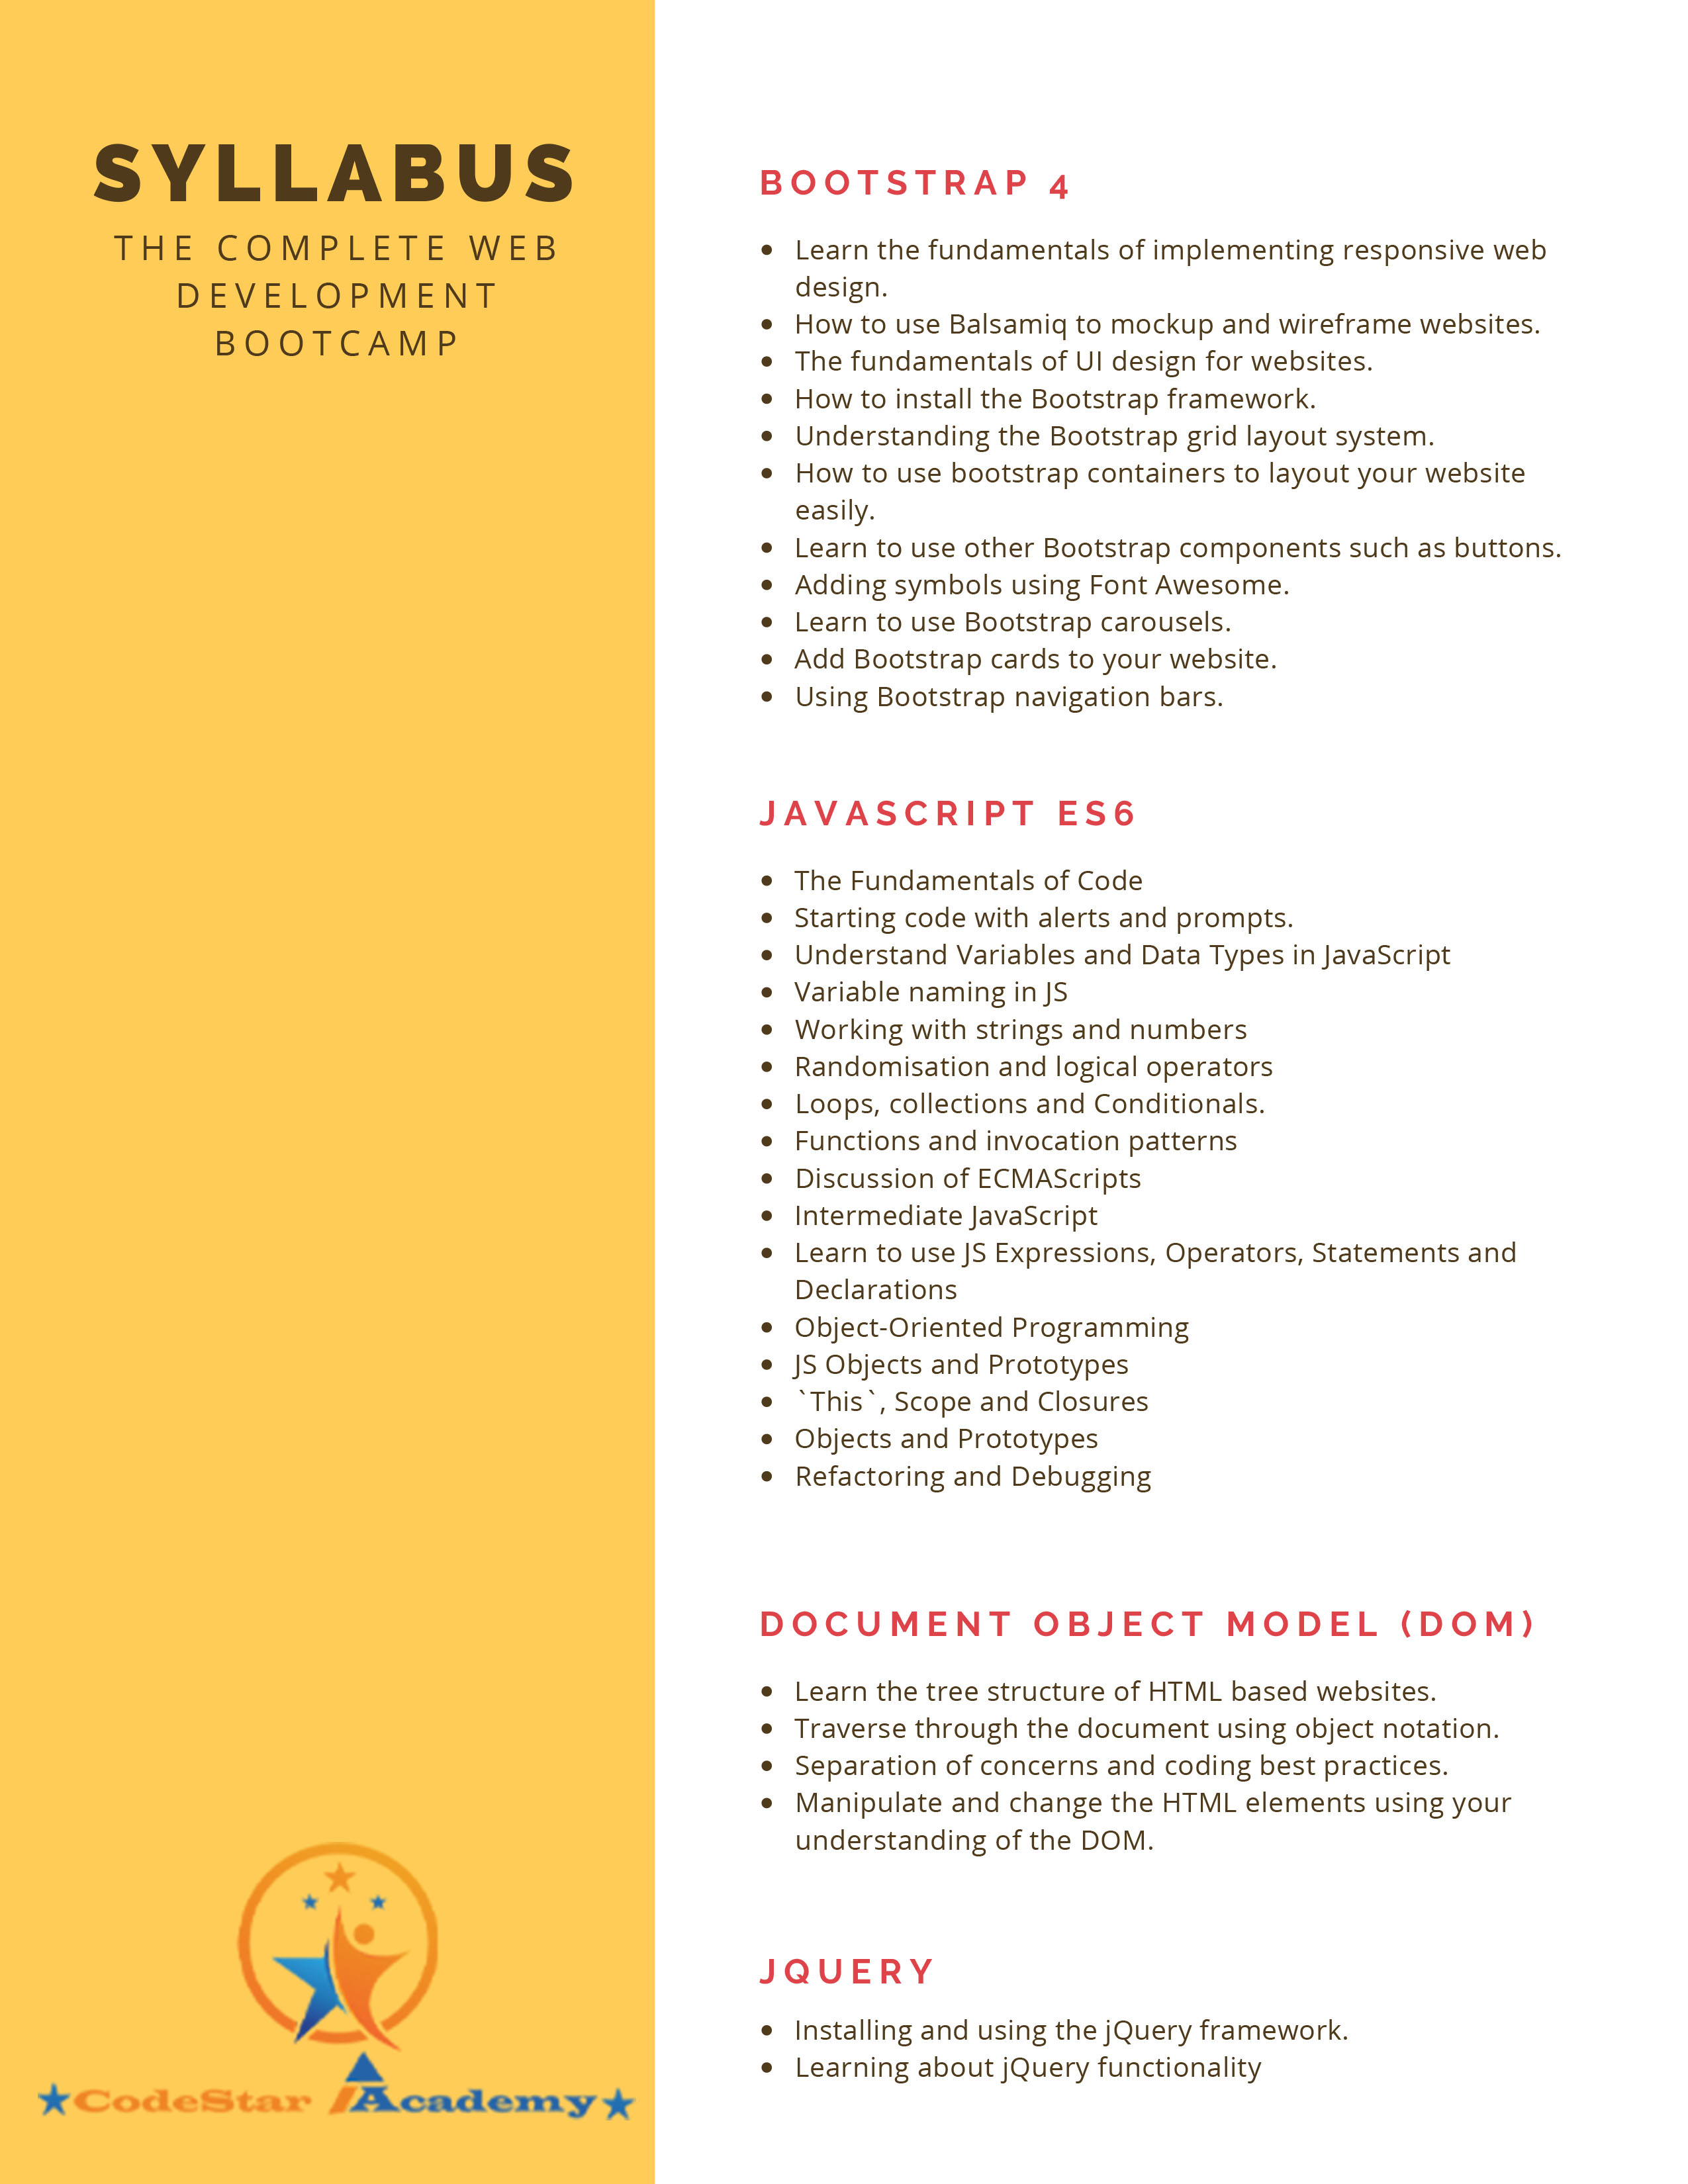 SYLLABUS
THE COMPLETE WEB
DEVELOPMENT
BOOTCAMP
BOOTSTRAP 4
• Learn the fundamentals of implementing responsive web
design.
• How to use Balsamiq to mockup and wireframe websites.
• The fundamentals of UI design for websites.
• How to install the Bootstrap framework.
• Understanding the Bootstrap grid layout system.
• How to use bootstrap containers to layout your website
easily.
• Learn to use other Bootstrap components such as buttons.
• Adding symbols using Font Awesome.
• Learn to use Bootstrap carousels.
• Add Bootstrap cards to your website.
• Using Bootstrap navigation bars.
JAVASCRIPT ES6
• The Fundamentals of Code
• Starting code with alerts and prompts.
• Understand Variables and Data Types in JavaScript
• Variable naming in JS
• Working with strings and numbers
• Randomisation and logical operators
• Loops, collections and Conditionals.
• Functions and invocation patterns
• Discussion of ECMAScripts
• Intermediate JavaScript
• Learn to use JS Expressions, Operators, Statements and
Declarations
• Object-Oriented Programming
• JS Objects and Prototypes
• `This`, Scope and Closures
• Objects and Prototypes
• Refactoring and Debugging
DOCUMENT OBJECT MODEL (DOM)
• Learn the tree structure of HTML based websites.
• Traverse through the document using object notation.
• Separation of concerns and coding best practices.
• Manipulate and change the HTML elements using your
understanding of the DOM.
JQUERY
• Installing and using the jQuery framework.
• Learning about jQuery functionality
CodeStar Academy